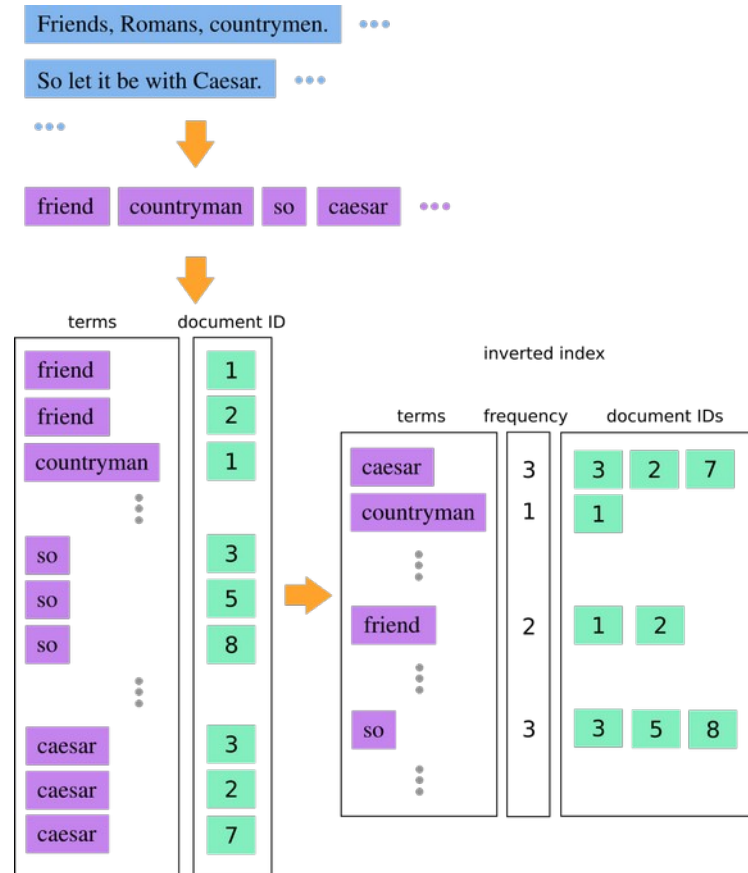 Friends, Romans, countrymen.
So let it be with Caesar.
friend countryman so caesar
terms document ID
friend 1
friend 2
countryman 1
so 3
so 5
so 8
caesar 3
caesar 2
caesar 7
inverted index
terms frequency document IDs
caesar 3 3 2 7
countryman 1 1
friend 2 1 2
so 3 3 5 8